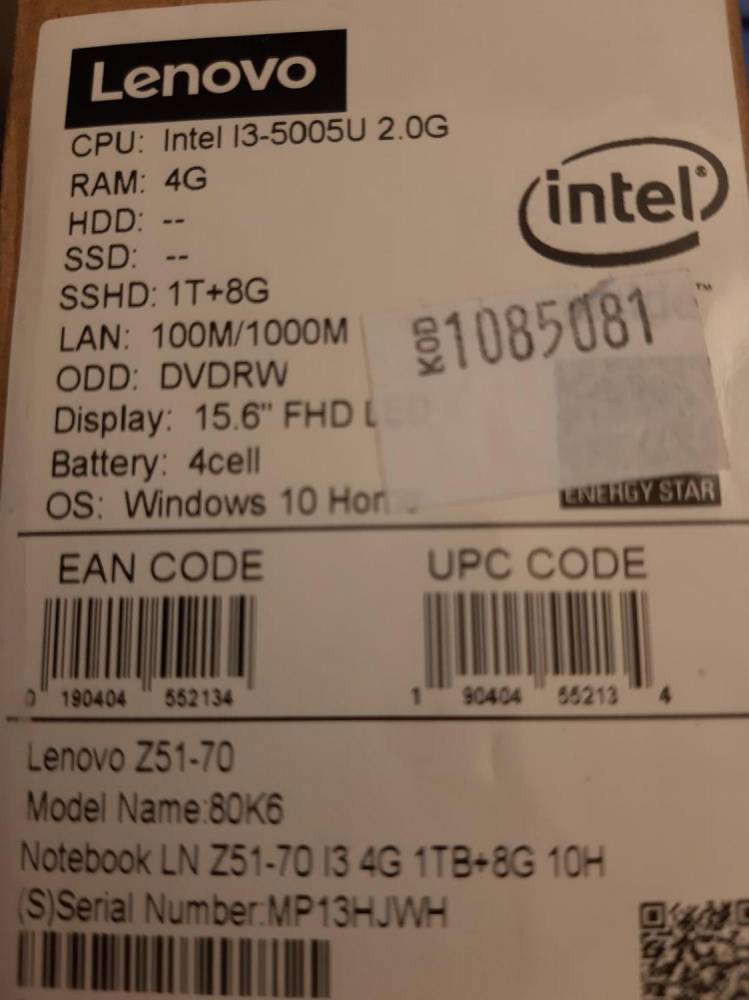 Lenovo
CPU: Intel I3-5005U 2.0G
RAM: 4G
HDD: --
SSD: --
SSHD: 1T+8G
LAN: 100M/1000M
ODD: DVDRW
Display: 15.6" FHD LED
Battery: 4cell
OS: Windows 10 Home
intel®
™
KOD 1085081
ENERGY STAR
EAN CODE
0 190404 552134
UPC CODE
1 90404 55213 4
Lenovo Z51-70
Model Name:80K6
Notebook LN Z51-70 I3 4G 1TB+8G 10H
(S)Serial Number:MP13HJWH